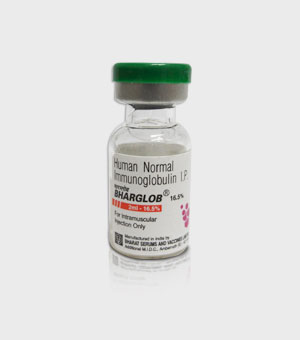 Human Normal
Immunoglobulin I.P.
BHARGLOB® 16.5%
2ml - 16.5%
For Intramuscular
Injection Only
Manufactured in India by
BHARAT SERUMS AND VACCINES
Additional M.I.D.C.,